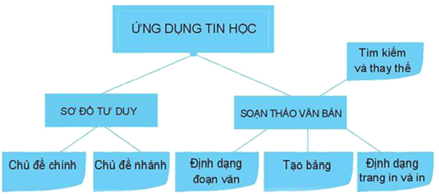 ỨNG DỤNG TIN HỌC
Tìm kiếm
và thay thế
SƠ ĐỒ TƯ DUY
SOẠN THẢO VĂN BẢN
Chủ đề chính
Chủ đề nhánh
Định dạng
đoạn văn
Tạo bảng
Định dạng
trang in và in